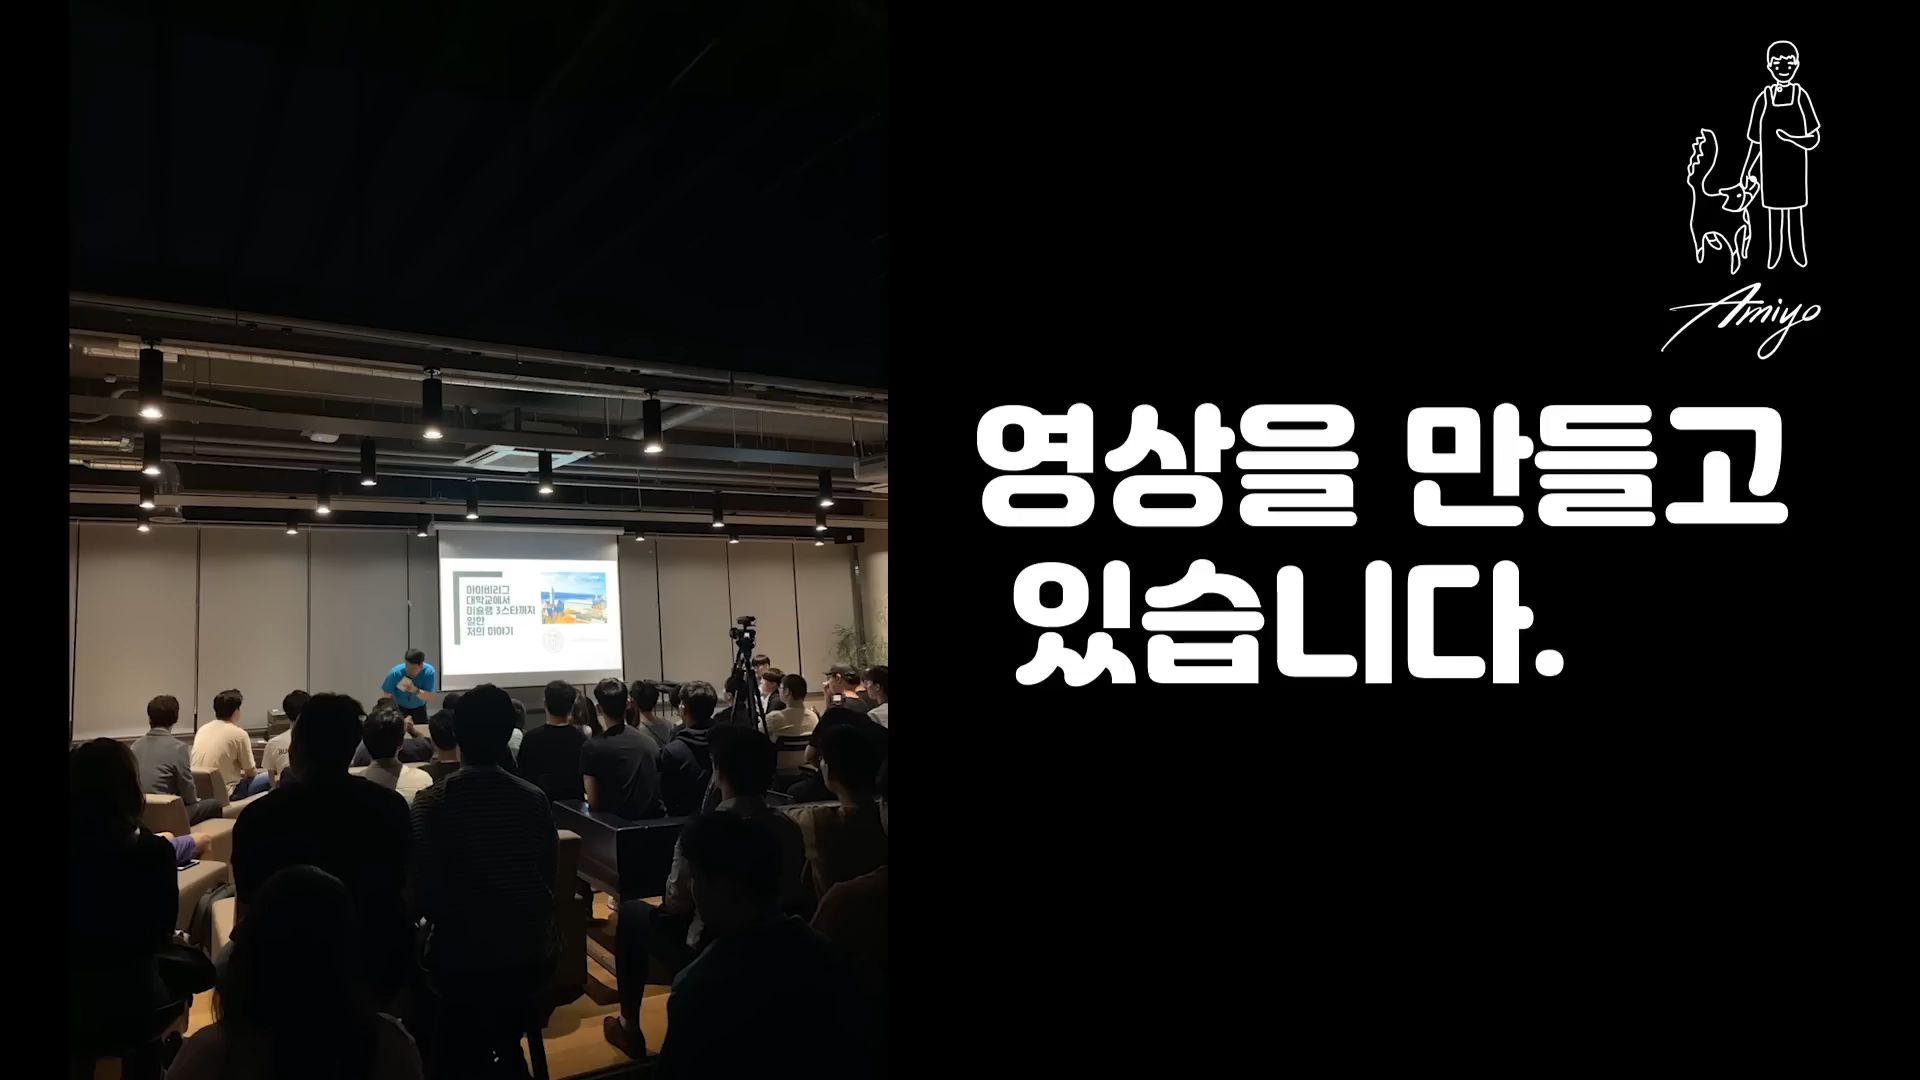 Amiyo
영상을 만들고
있습니다.
아이비리그
대학교에서
미슐랭 3스타까지
일한
저의 이야기